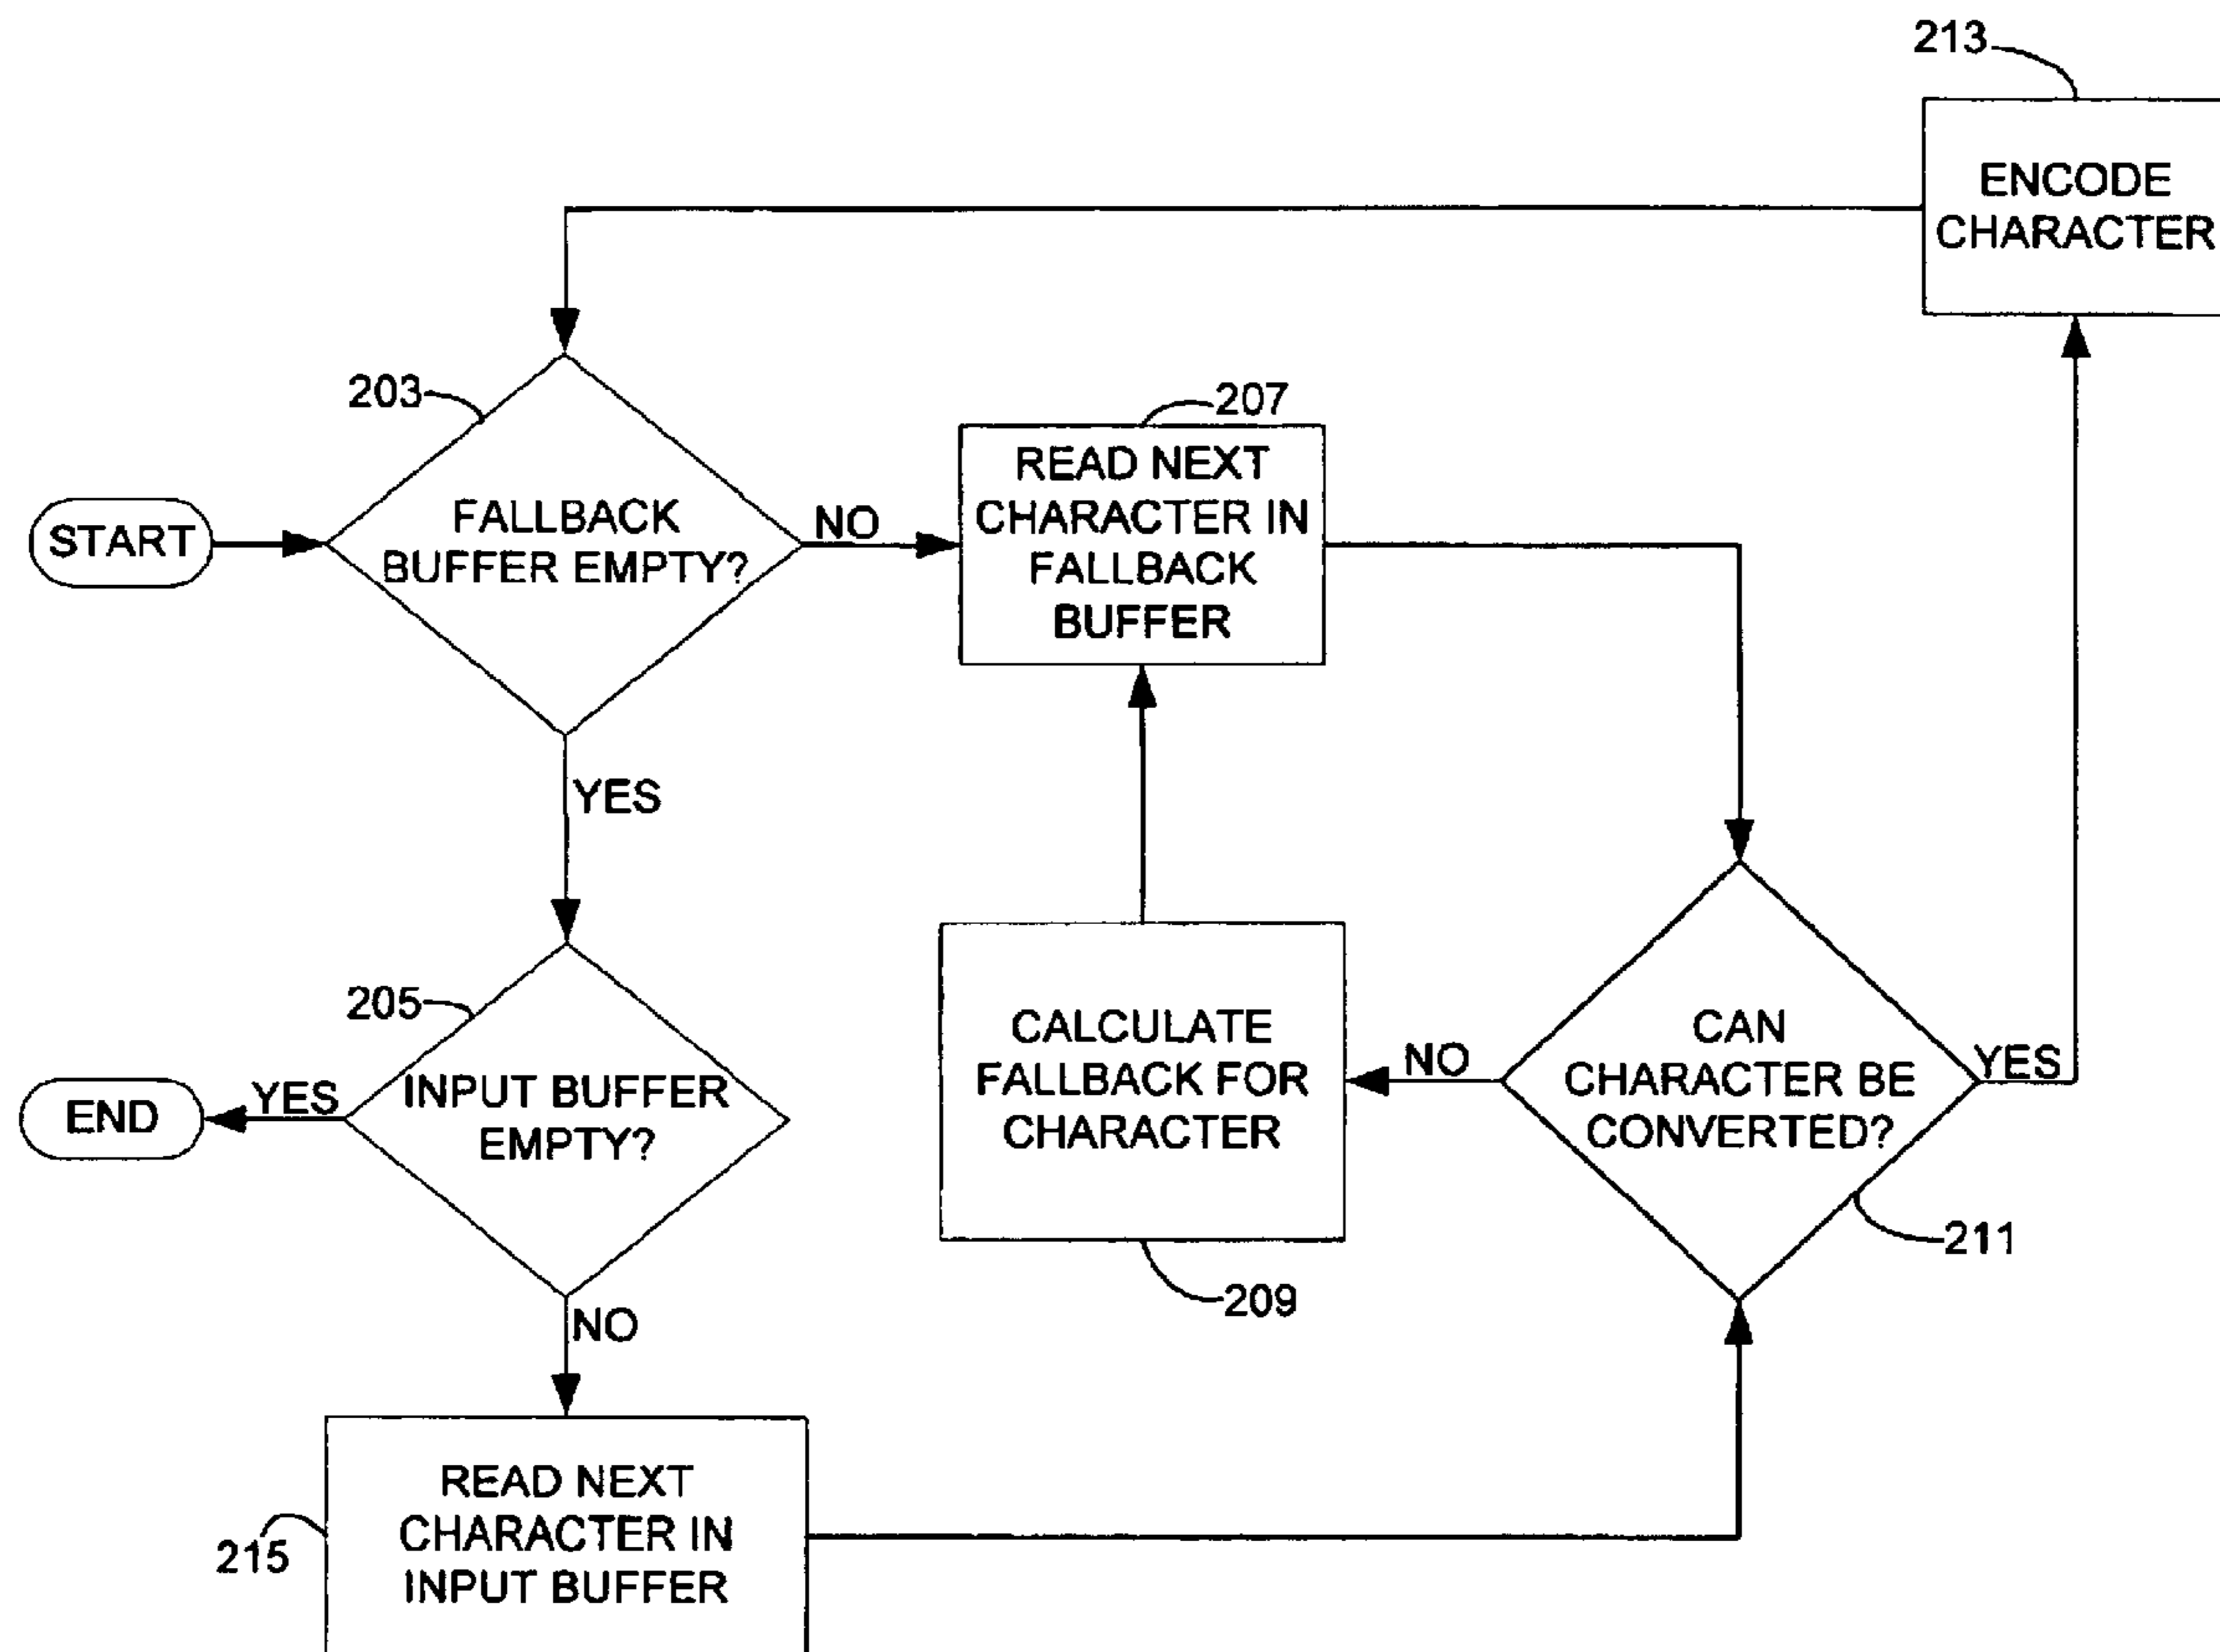 213
ENCODE
CHARACTER
203
207
START
FALLBACK
BUFFER EMPTY?
NO
READ NEXT
CHARACTER IN
FALLBACK
BUFFER
YES
205
END
YES
INPUT BUFFER
EMPTY?
CALCULATE
FALLBACK FOR
CHARACTER
NO
CAN
CHARACTER BE
CONVERTED?
YES
211
209
NO
215
READ NEXT
CHARACTER IN
INPUT BUFFER